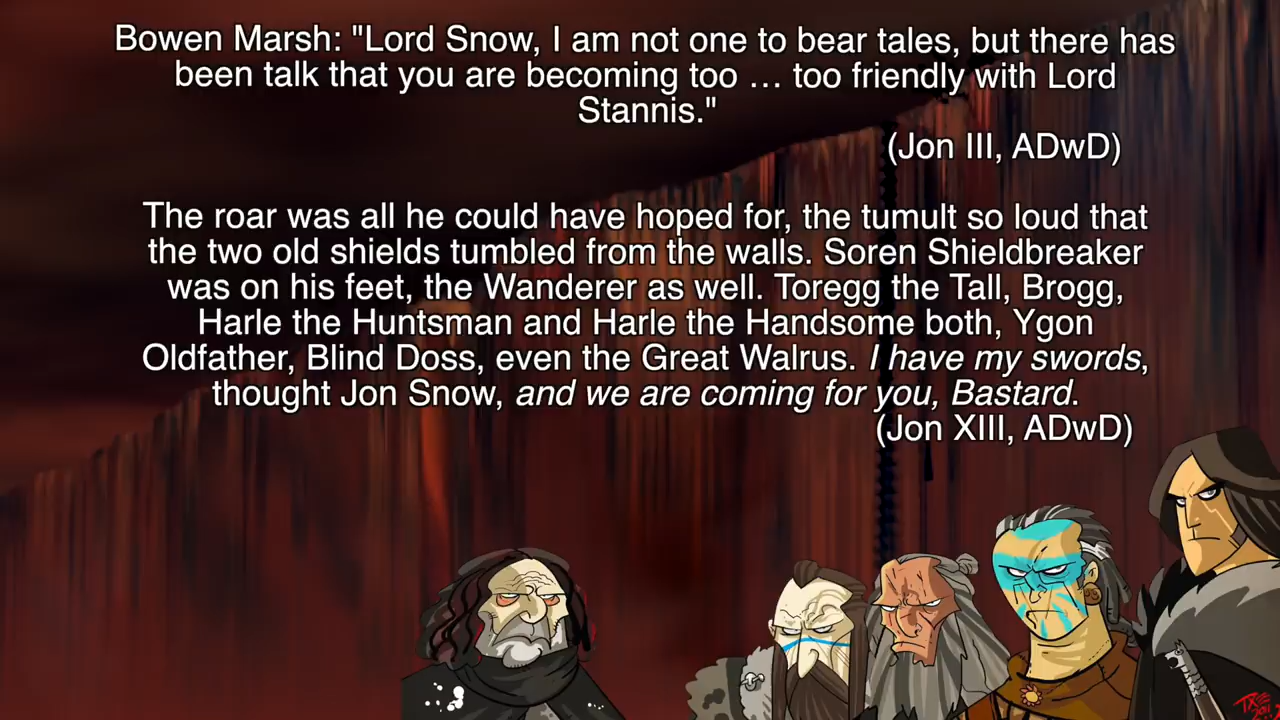 Bowen Marsh: "Lord Snow, I am not one to bear tales, but there has
been talk that you are becoming too … too friendly with Lord
Stannis."
(Jon III, ADwD)
The roar was all he could have hoped for, the tumult so loud that
the two old shields tumbled from the walls. Soren Shieldbreaker
was on his feet, the Wanderer as well. Toregg the Tall, Brogg,
Harle the Huntsman and Harle the Handsome both, Ygon
Oldfather, Blind Doss, even the Great Walrus. I have my swords,
thought Jon Snow, and we are coming for you, Bastard.
(Jon XIII, ADwD)